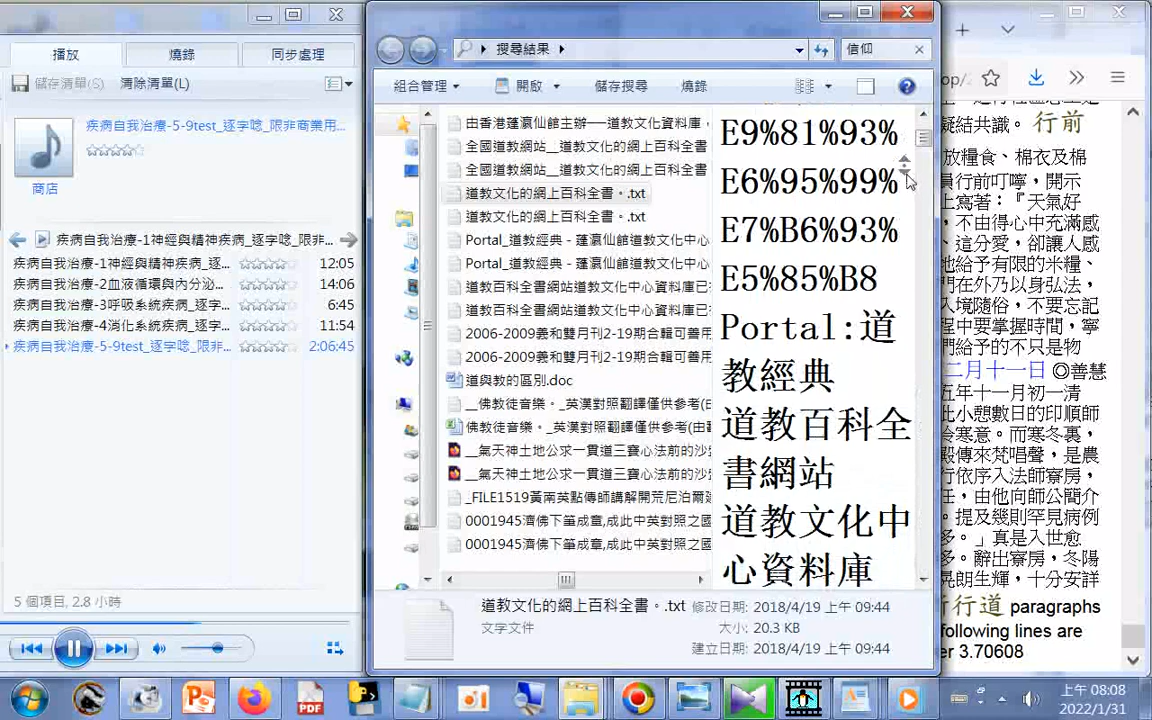 播放
燒錄
同步處理
儲存清單(S)
清除清單(L)
疾病自我治療-5-9test_逐字唸_限非商業用...
商店
疾病自我治療-1神經與精神疾病_逐字唸_限非...
疾病自我治療-1神經與精神疾病_逐... 12:05
疾病自我治療-2血液循環與內分泌... 14:06
疾病自我治療-3呼吸系統疾病_逐字... 6:45
疾病自我治療-4消化系統疾病_逐字... 11:54
疾病自我治療-5-9test_逐字唸_限非... 2:06:45
5 個項目, 2.8 小時
搜尋結果
信仰
組合管理
開啟
儲存搜尋
燒錄
由香港蓬瀛仙館主辦──道教文化資料庫，
全國道教網站__道教文化的網上百科全書
全國道教網站__道教文化的網上百科全書
道教文化的網上百科全書。.txt
道教文化的網上百科全書。.txt
Portal_道教經典 - 蓬瀛仙館道教文化中心
Portal_道教經典 - 蓬瀛仙館道教文化中心
道教百科全書網站道教文化中心資料庫已
道教百科全書網站道教文化中心資料庫已
2006-2009義和雙月刊2-19期合輯可善用
2006-2009義和雙月刊2-19期合輯可善用
道與教的區別.doc
__佛教徒音樂。_英漢對照翻譯僅供參考(由
佛教徒音樂。_英漢對照翻譯僅供參考(由
__氣天神土地公求一貫道三寶心法前的沙
__氣天神土地公求一貫道三寶心法前的沙
_FILE1519黃南英點傳師講解開荒尼泊爾
0001945濟佛下筆成章,成此中英對照之國
0001945濟佛下筆成章,成此中英對照之國
E9%81%93%
E6%95%99%
E7%B6%93%
E5%85%B8
Portal:道
教經典
道教百科全
書網站
道教文化中
心資料庫
道教文化的網上百科全書。.txt
文字文件
修改日期: 2018/4/19 上午 09:44
大小: 20.3 KB
建立日期: 2018/4/19 上午 09:44
op/
疑結共識。 行前
放糧食、棉衣及棉
員行前叮嚀，開示
上寫著：『天氣好
，不由得心中充滿感
、這分愛，卻讓人感
地給予有限的米糧、
門在外乃以身弘法，
入境隨俗，不要忘記
程中要掌握時間，寧
們給予的不只是物
二月十一日 ◎善慧
五年十一月初一清
此小憩數日的印順師
冷寒意。而寒冬裏，
殿傳來梵唱聲，是農
行依序入法師寮房，
任，由他向師公簡介
。提及幾則罕見病例
多。」真是入世愈
多。辭出寮房，冬陽
晃朗生輝，十分安詳
行道 paragraphs
following lines are
er 3.70608
上午 08:08
2022/1/31